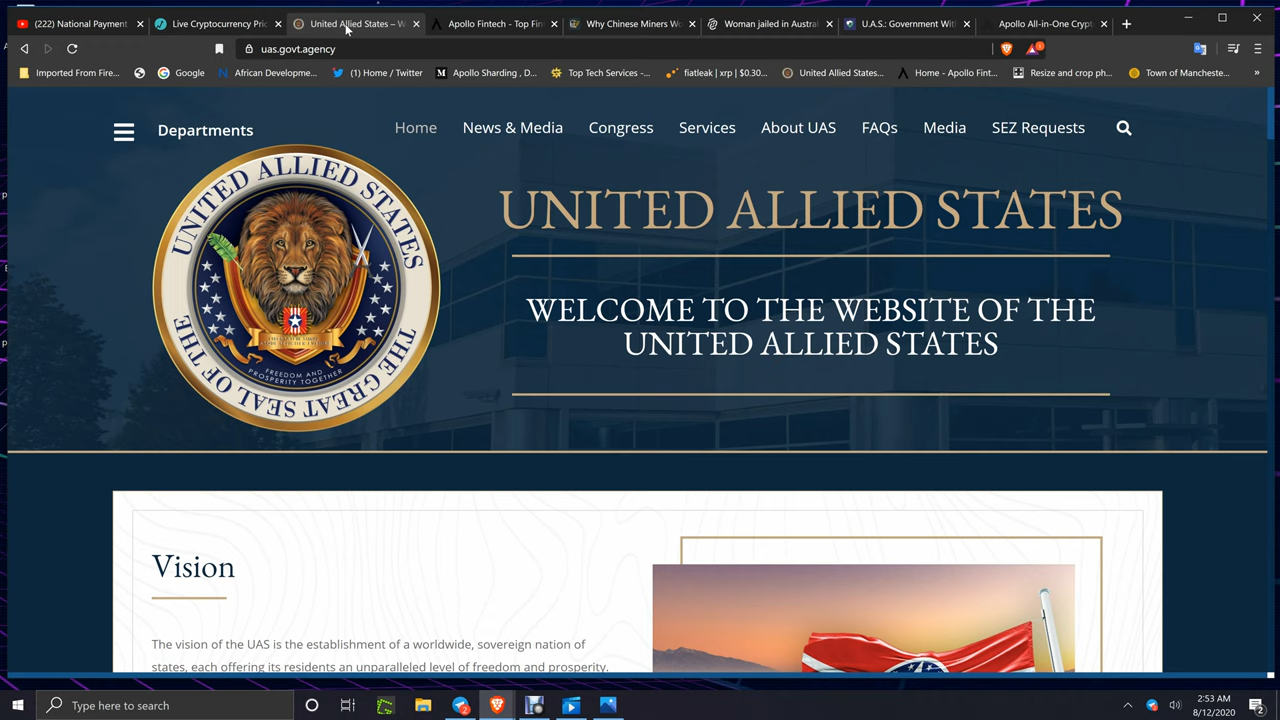 (222) National Payment
Live Cryptocurrency Pric
United Allied States – W
Apollo Fintech - Top Fin
Why Chinese Miners Wo
Woman jailed in Austra
U.A.S.: Government Wit
Apollo All-in-One Crypt
uas.govt.agency
Imported From Fire...
Google
African Developme...
(1) Home / Twitter
Apollo Sharding , D...
Top Tech Services -...
fiatleak | xrp | $0.30...
United Allied States...
Home - Apollo Fint...
Resize and crop ph...
Town of Mancheste...
»
Departments
Home
News & Media
Congress
Services
About UAS
FAQs
Media
SEZ Requests
UNITED ALLIED STATES
THE GREAT SEAL OF THE
FREEDOM AND
PROSPERITY TOGETHER
UNITED ALLIED STATES
WELCOME TO THE WEBSITE OF THE
UNITED ALLIED STATES
Vision
The vision of the UAS is the establishment of a worldwide, sovereign nation of
states, each offering its residents an unparalleled level of freedom and prosperity.
Type here to search
2:53 AM
8/12/2020